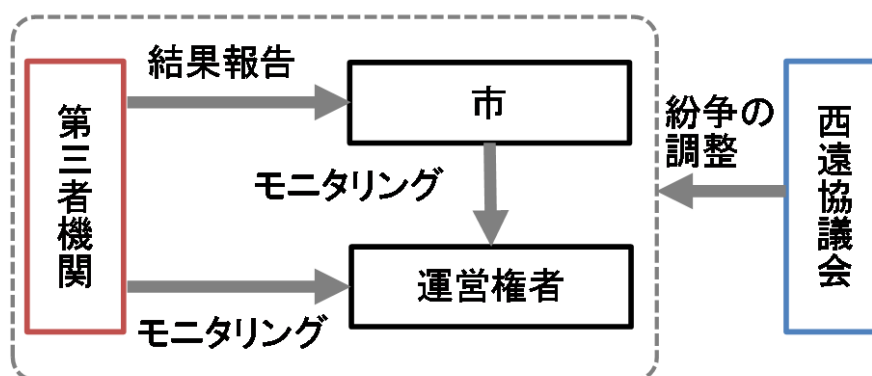 結果報告
第三者機関
市
紛争の
調整
西遠協議会
モニタリング
運営権者
モニタリング